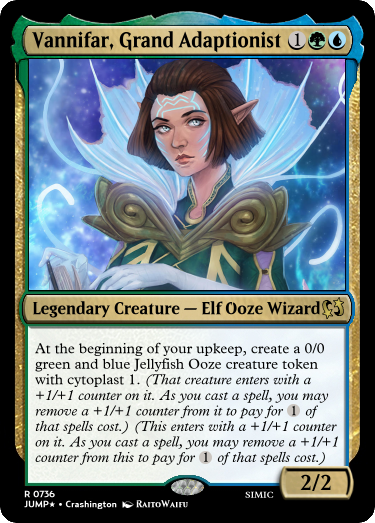 Vannifar, Grand Adaptionist 1
Legendary Creature — Elf Ooze Wizard
At the beginning of your upkeep, create a 0/0
green and blue Jellyfish Ooze creature token
with cytoplast 1. (That creature enters with a
+1/+1 counter on it. As you cast a spell, you may
remove a +1/+1 counter from it to pay for 1 of
that spells cost.) (This enters with a +1/+1 counter
on it. As you cast a spell, you may remove a +1/+1
counter from this to pay for 1 of that spells cost.)
2/2
R 0736
SIMIC
JUMP★ • Crashington RaitoWaifu